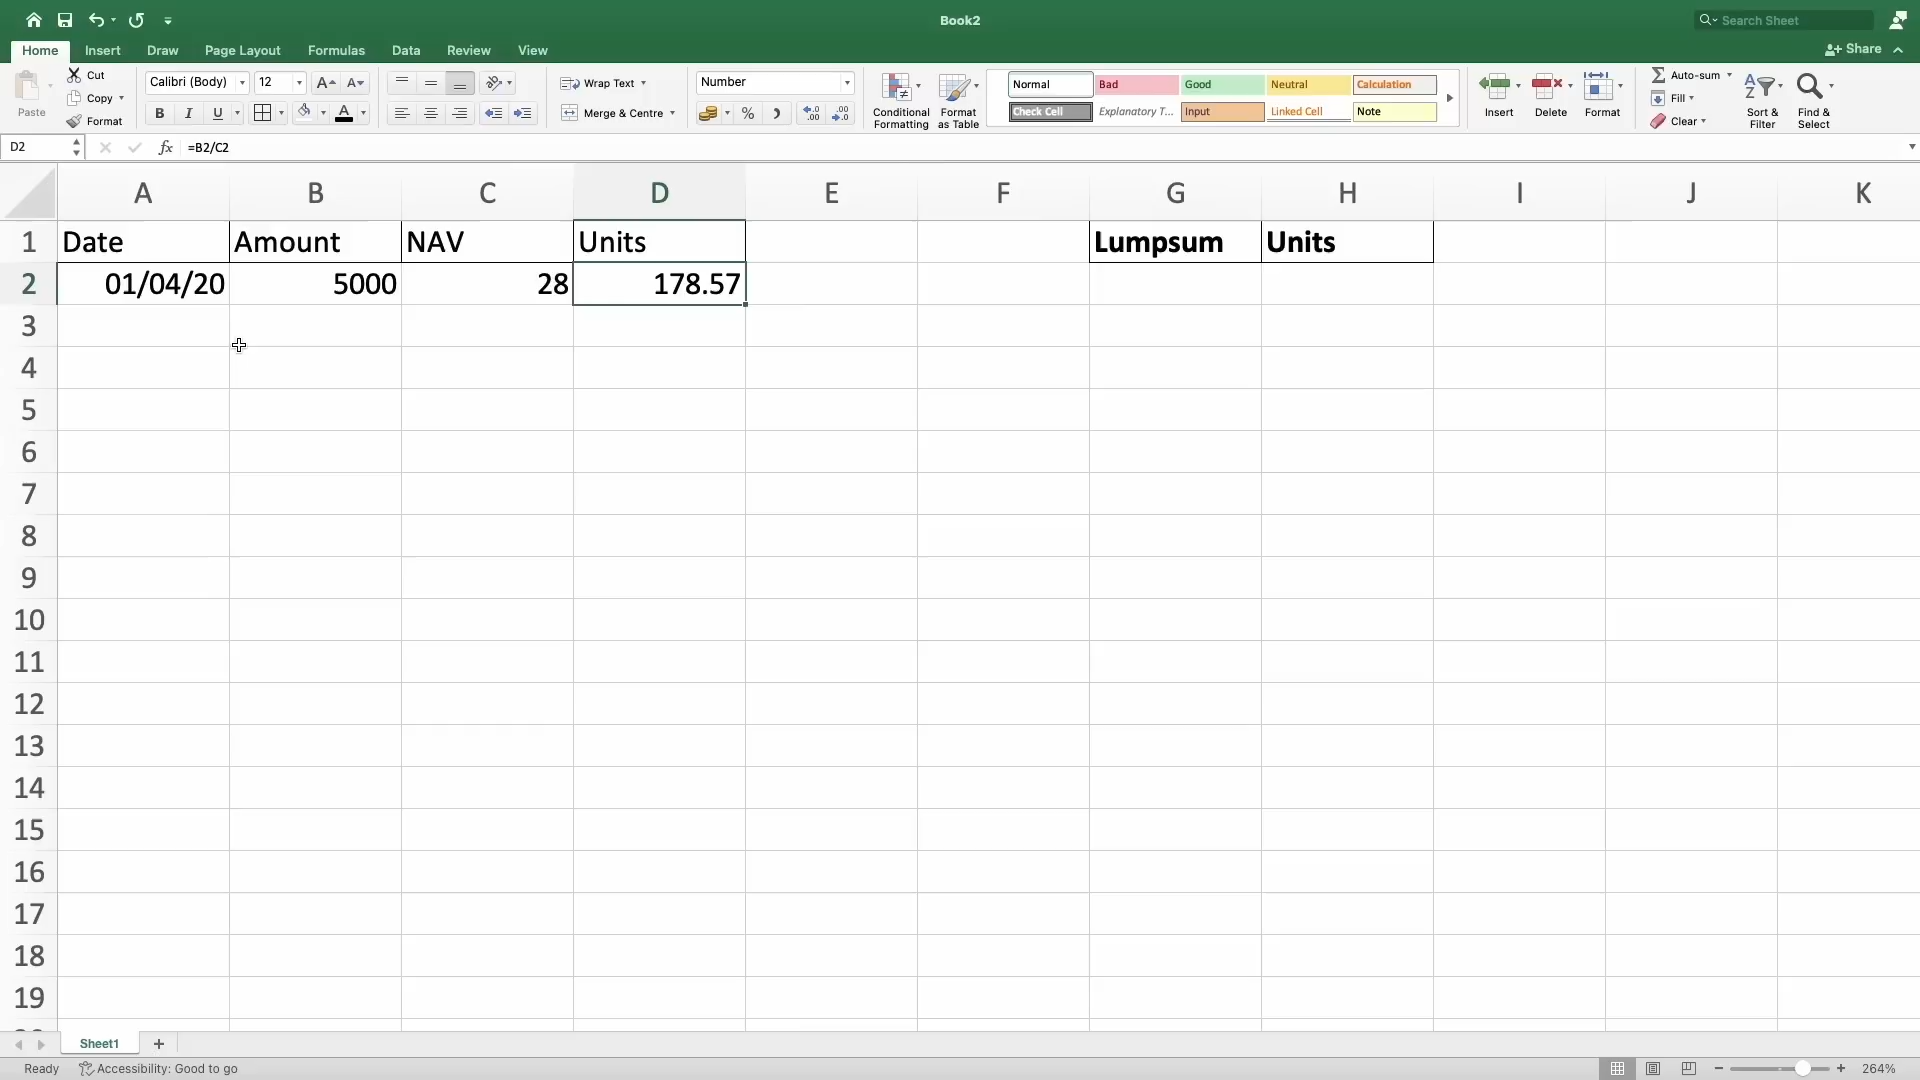 Book2
Search Sheet
Home Insert Draw Page Layout Formulas Data Review View
Share
Paste
Cut
Copy
Format
Calibri (Body) 12
B I U
Wrap Text
Merge & Centre
Number
Conditional Formatting
Format as Table
Normal Bad Good Neutral Calculation
Check Cell Explanatory T... Input Linked Cell Note
Insert Delete Format
Auto-sum
Fill
Clear
Sort & Filter
Find & Select
D2 fx =B2/C2
A B C D E F G H I J K
1 Date Amount NAV Units Lumpsum Units
2 01/04/20 5000 28 178.57
3
4
5
6
7
8
9
10
11
12
13
14
15
16
17
18
19
Sheet1
Ready Accessibility: Good to go 264%